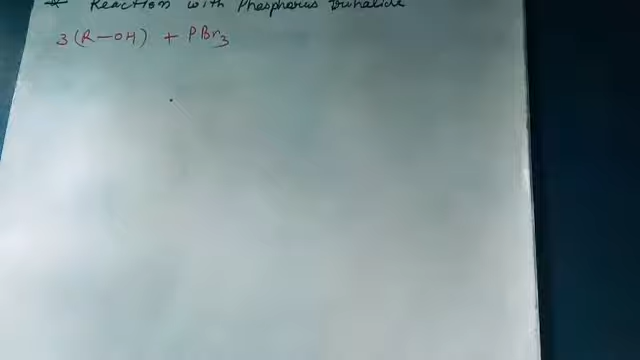 * Reaction with Phosphorus Trihalide
3(R-OH) + PBr₃